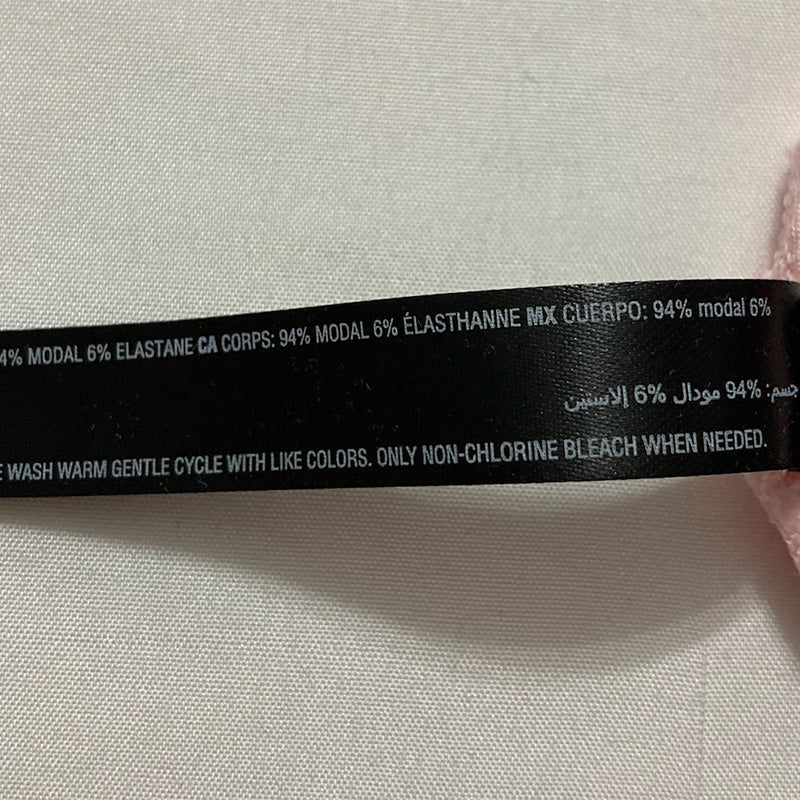 4% MODAL 6% ELASTANE CA CORPS: 94% MODAL 6% ÉLASTHANNE MX CUERPO: 94% modal 6%
جسم: 94% مودال 6% إلاستين
E WASH WARM GENTLE CYCLE WITH LIKE COLORS. ONLY NON-CHLORINE BLEACH WHEN NEEDED.